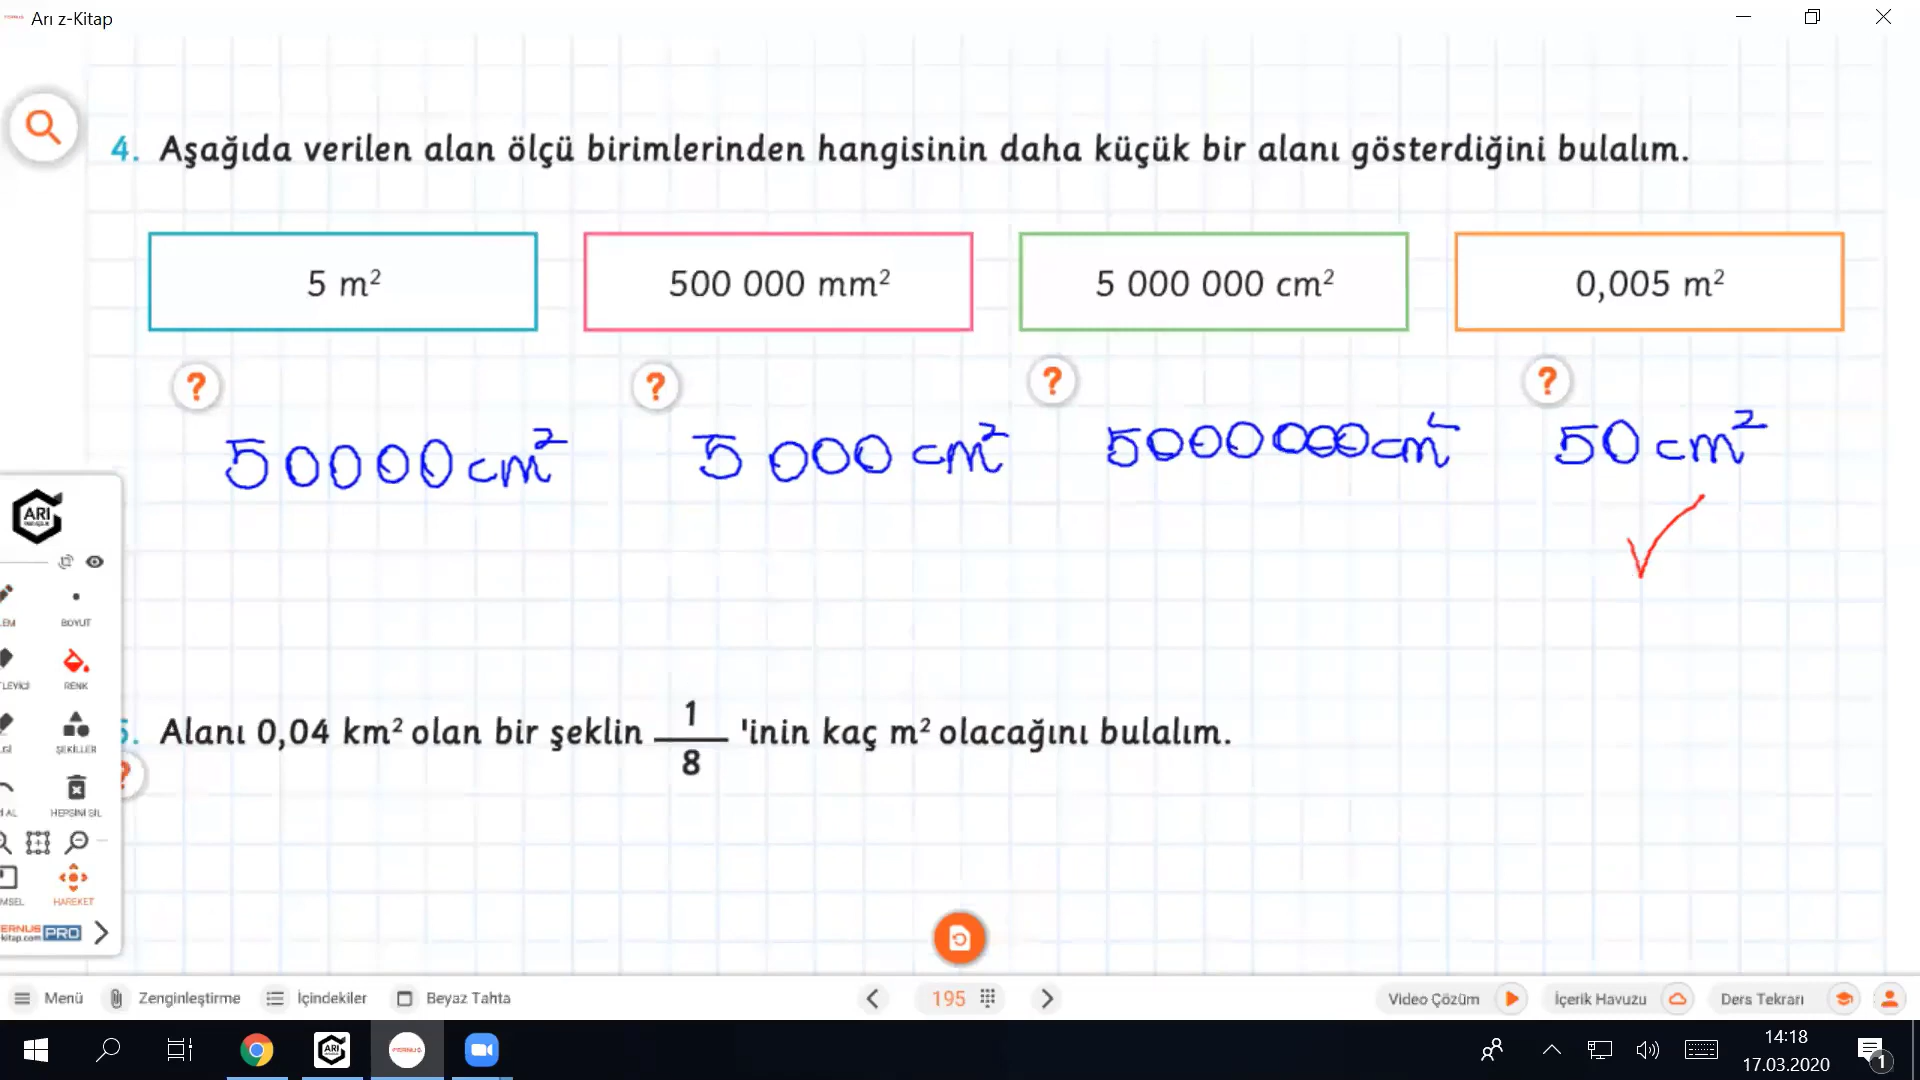 Arı z-Kitap
4. Aşağıda verilen alan ölçü birimlerinden hangisinin daha küçük bir alanı gösterdiğini bulalım.
5 m² 500 000 mm² 5 000 000 cm² 0,005 m²
? ? ? ?
50000 cm² 5 000 cm² 5000000 cm² 50 cm²
ARI
BOYUT
RENK
ŞEKİLLER
HEPSİNİ SİL
HAREKET
PRO
Alanı 0,04 km² olan bir şeklin 1/8 'inin kaç m² olacağını bulalım.
Menü Zenginleştirme İçindekiler Beyaz Tahta 195 Video Çözüm İçerik Havuzu Ders Tekrarı
ARI
14:18
17.03.2020
1